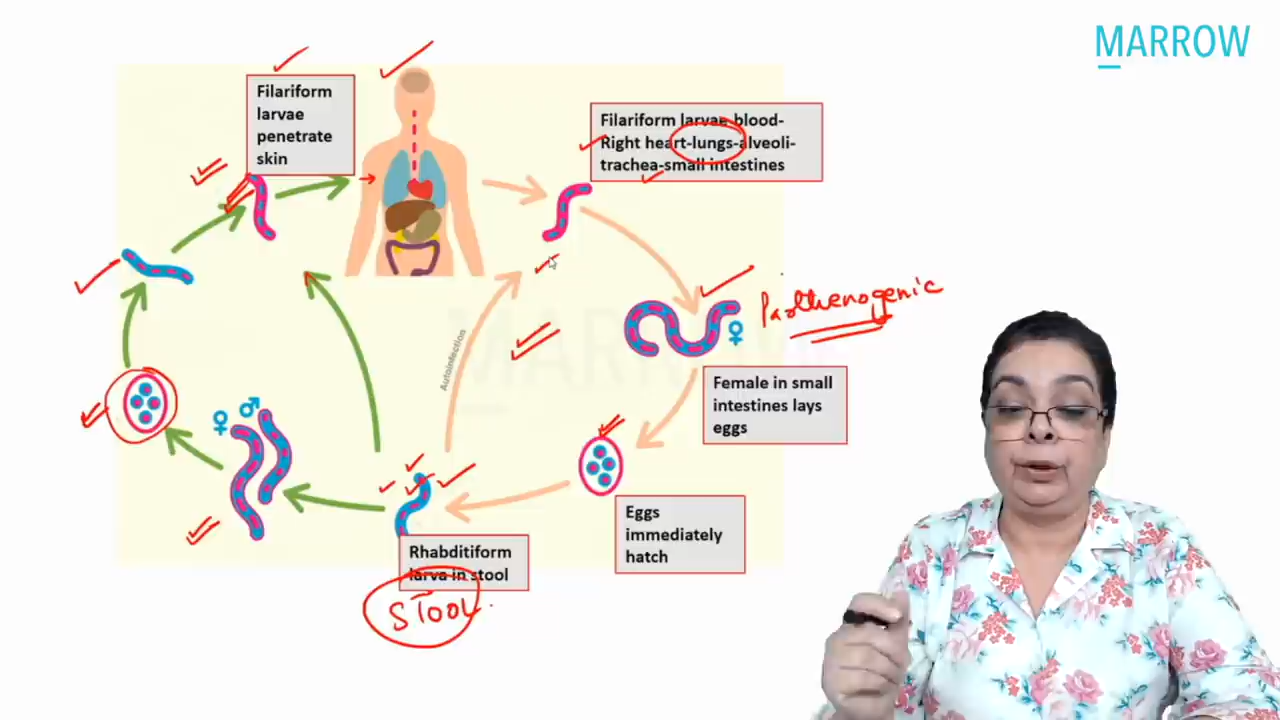 MARROW
Filariform
larvae
penetrate
skin
Filariform larvae-blood-
Right heart-lungs-alveoli-
trachea-small intestines
Parthenogenic
Autoinfection
Female in small
intestines lays
eggs
Eggs
immediately
hatch
Rhabditiform
larva in stool
STOOL